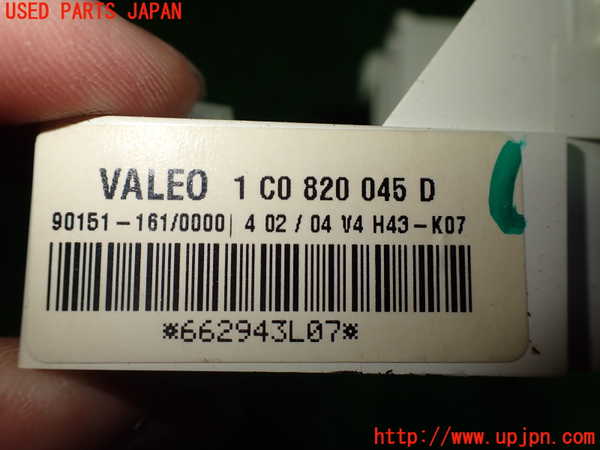 USED PARTS JAPAN
VALEO 1 C0 820 045 D
90151-161/0000| 4 02 / 04 V4 H43-K07
*662943L07*
http://www.upjpn.com/